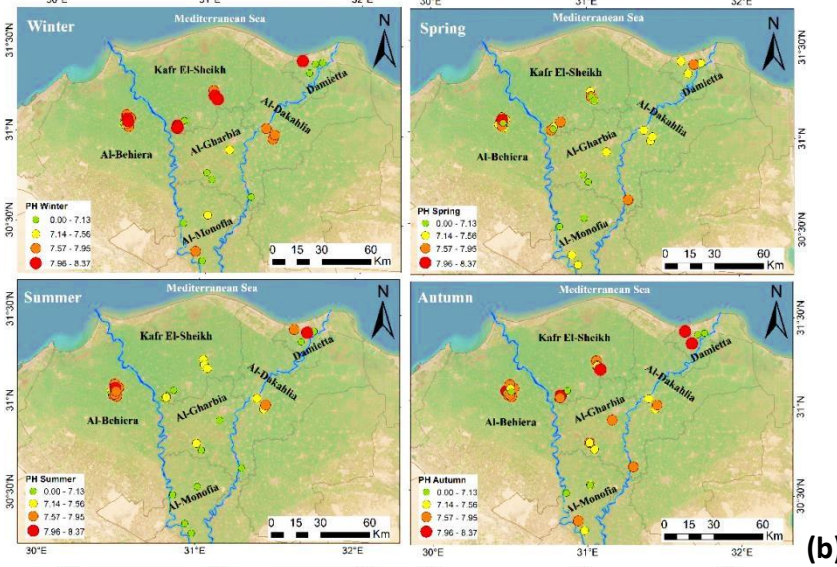 30°E 31°E 32°E
Mediterranean Sea
Winter
N
31°30'N
Kafr El-Sheikh
Damietta
Al-Dakahlia
31°N
Al-Gharbia
Al-Behiera
PH Winter
0.00 - 7.13
7.14 - 7.56
7.57 - 7.95
7.96 - 8.37
30°30'N
Al-Monofia
0 15 30 60
Km
31°E 32°E
Mediterranean Sea
Spring
N
31°30'N
Kafr El-Sheikh
Damietta
Al-Dakahlia
31°N
Al-Gharbia
Al-Behiera
PH Spring
0.00 - 7.13
7.14 - 7.56
7.57 - 7.95
7.96 - 8.37
30°30'N
Al-Monofia
0 15 30 60
Km
31°E
Mediterranean Sea
Summer
N
31°30'N
Kafr El-Sheikh
Damietta
Al-Dakahlia
31°N
Al-Gharbia
Al-Behiera
PH Summer
0.00 - 7.13
7.14 - 7.56
7.57 - 7.95
7.96 - 8.37
30°30'N
Al-Monofia
0 15 30 60
Km
30°E 31°E 32°E
Mediterranean Sea
Autumn
N
31°30'N
Kafr El-Sheikh
Damietta
Al-Dakahlia
31°N
Al-Gharbia
Al-Behiera
PH Autumn
0.00 - 7.13
7.14 - 7.56
7.57 - 7.95
7.96 - 8.37
30°30'N
Al-Monofia
0 15 30 60
Km
30°E 31°E 32°E
(b)